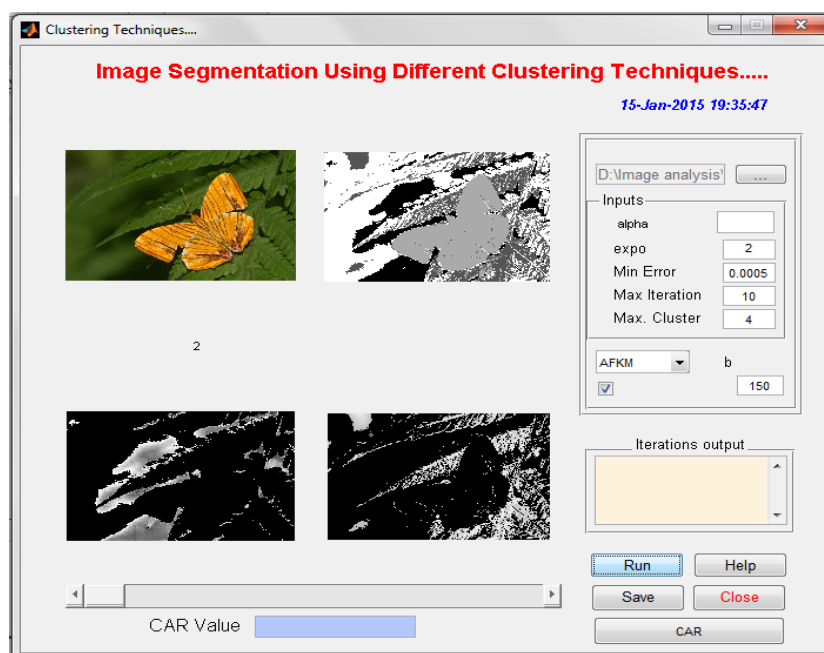 Clustering Techniques....
Image Segmentation Using Different Clustering Techniques.....
15-Jan-2015 19:35:47
D:\Image analysis\
...
Inputs
alpha
expo 2
Min Error 0.0005
Max Iteration 10
Max. Cluster 4
2
AFKM b
150
Iterations output
Run Help
Save Close
CAR Value
CAR